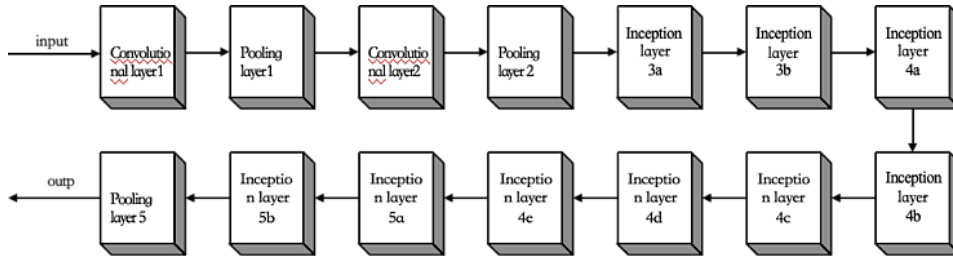 input
Convolutio
nal layer1
Pooling
layer1
Convolutio
nal layer2
Pooling
layer 2
Inception
layer
3a
Inception
layer
3b
Inception
layer
4a
outp
Pooling
layer 5
Inceptio
n layer
5b
Inceptio
n layer
5a
Inceptio
n layer
4e
Inceptio
n layer
4d
Inceptio
n layer
4c
Inception
layer
4b